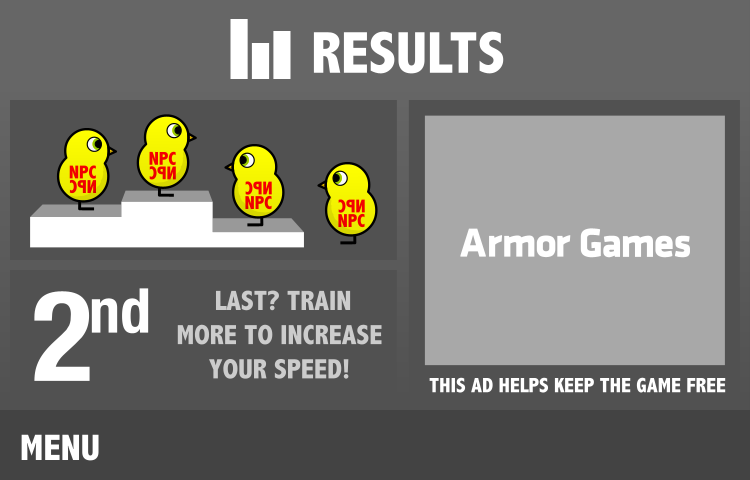 RESULTS
NPC
NPC
NPC
NPC
NPC
NPC
NPC
NPC
2nd
LAST? TRAIN
MORE TO INCREASE
YOUR SPEED!
Armor Games
THIS AD HELPS KEEP THE GAME FREE
MENU